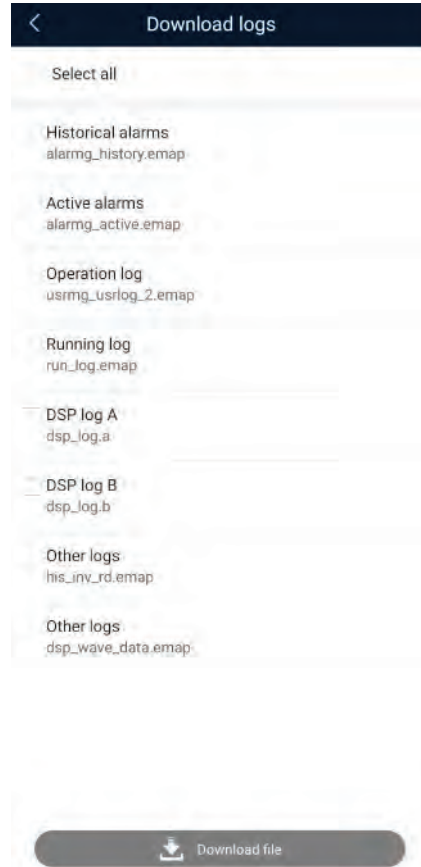 Download logs
Select all
Historical alarms
alarmg_history.emap
Active alarms
alarmg_active.emap
Operation log
usrmg_usrlog_2.emap
Running log
run_log.emap
DSP log A
dsp_log.a
DSP log B
dsp_log.b
Other logs
his_inv_rd.emap
Other logs
dsp_wave_data.emap
Download file